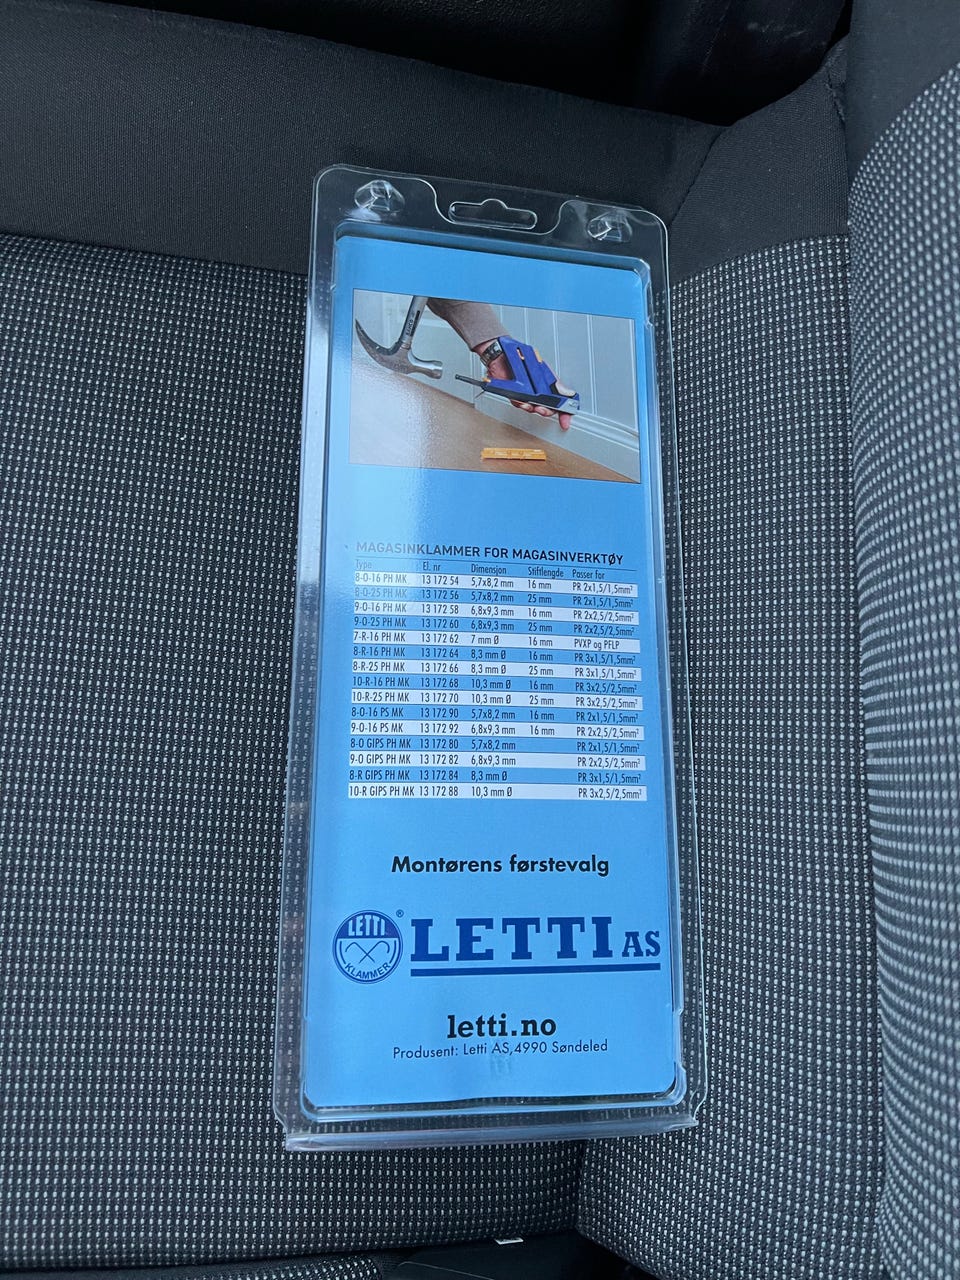 MAGASINKLAMMER FOR MAGASINVERKTØY
Type El. nr Dimensjon Stiftlengde Passer for
8-0-16 PH MK 13 172 54 5,7x8,2 mm 16 mm PR 2x1,5/1,5mm²
8-0-25 PH MK 13 172 56 5,7x8,2 mm 25 mm PR 2x1,5/1,5mm²
9-0-16 PH MK 13 172 58 6,8x9,3 mm 16 mm PR 2x2,5/2,5mm²
9-0-25 PH MK 13 172 60 6,8x9,3 mm 25 mm PR 2x2,5/2,5mm²
7-R-16 PH MK 13 172 62 7 mm Ø 16 mm PVXP og PFLP
8-R-16 PH MK 13 172 64 8,3 mm Ø 16 mm PR 3x1,5/1,5mm²
8-R-25 PH MK 13 172 66 8,3 mm Ø 25 mm PR 3x1,5/1,5mm²
10-R-16 PH MK 13 172 68 10,3 mm Ø 16 mm PR 3x2,5/2,5mm²
10-R-25 PH MK 13 172 70 10,3 mm Ø 25 mm PR 3x2,5/2,5mm²
8-0-16 PS MK 13 172 90 5,7x8,2 mm 16 mm PR 2x1,5/1,5mm²
9-0-16 PS MK 13 172 92 6,8x9,3 mm 16 mm PR 2x2,5/2,5mm²
8-0 GIPS PH MK 13 172 80 5,7x8,2 mm PR 2x1,5/1,5mm²
9-0 GIPS PH MK 13 172 82 6,8x9,3 mm PR 2x2,5/2,5mm²
8-R GIPS PH MK 13 172 84 8,3 mm Ø PR 3x1,5/1,5mm²
10-R GIPS PH MK 13 172 88 10,3 mm Ø PR 3x2,5/2,5mm²
Montørens førstevalg
LETTI ®
KLAMMER
LETTI AS
letti.no
Produsent: Letti AS,4990 Søndeled